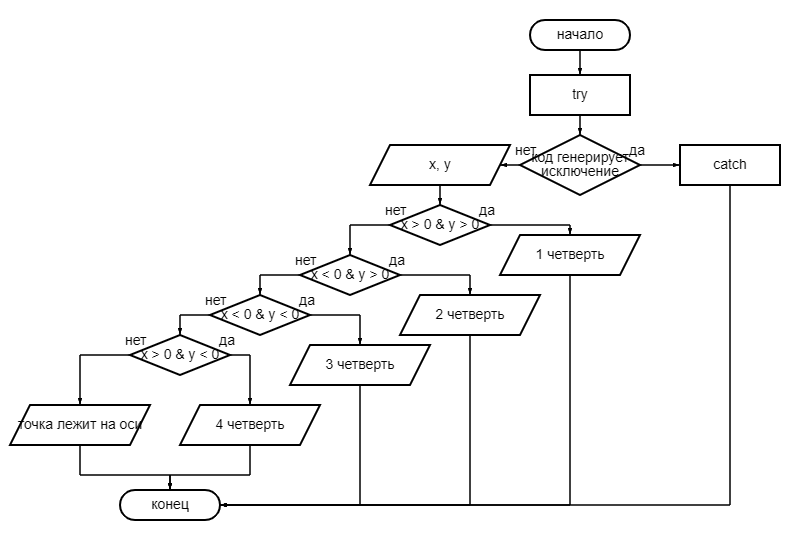 начало
try
нет
да
код генерирует
исключение
x, y
catch
нет
да
x > 0 & y > 0
1 четверть
нет
да
x < 0 & y > 0
2 четверть
нет
да
x < 0 & y < 0
3 четверть
нет
да
x > 0 & y < 0
точка лежит на оси
4 четверть
конец